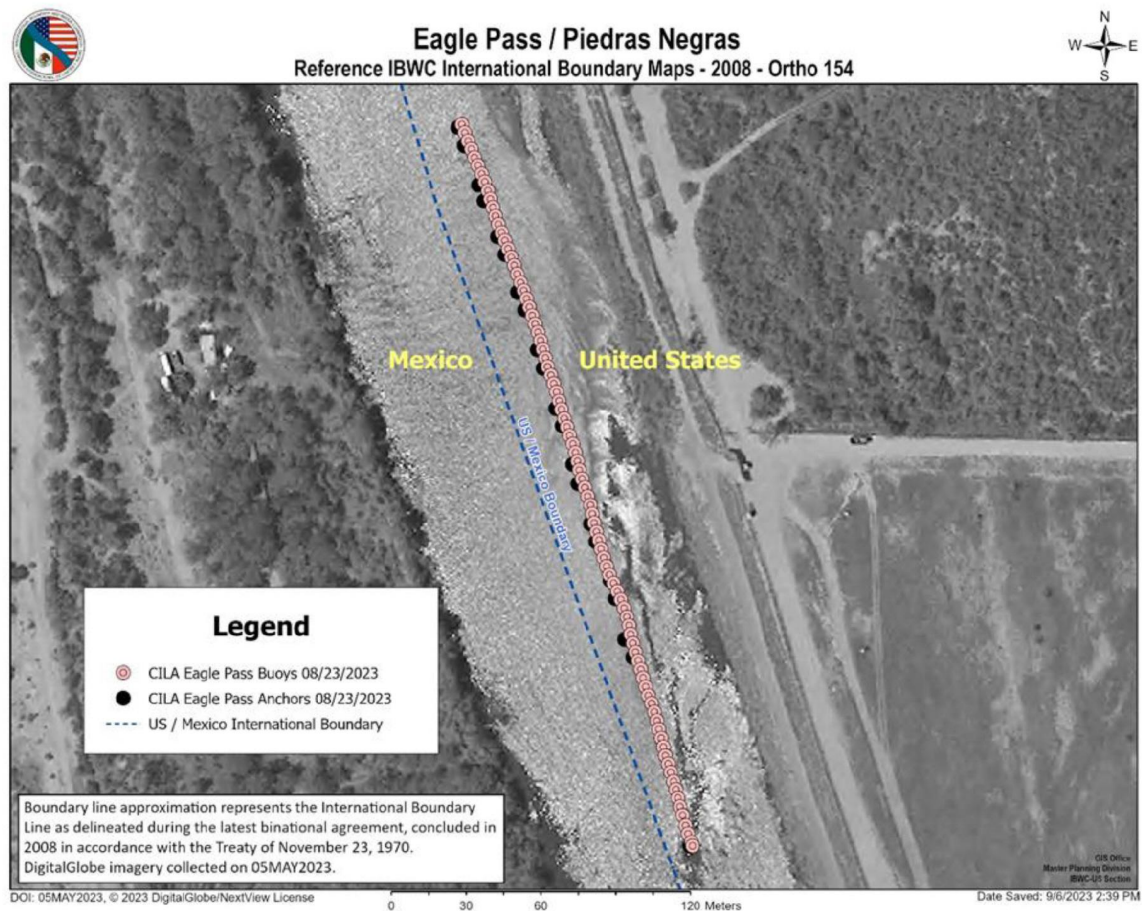 Eagle Pass / Piedras Negras
Reference IBWC International Boundary Maps - 2008 - Ortho 154
N
W E
S
Mexico
United States
US / Mexico Boundary
Legend
CILA Eagle Pass Buoys 08/23/2023
CILA Eagle Pass Anchors 08/23/2023
US / Mexico International Boundary
Boundary line approximation represents the International Boundary
Line as delineated during the latest binational agreement, concluded in
2008 in accordance with the Treaty of November 23, 1970.
DigitalGlobe imagery collected on 05MAY2023.
GIS Office
Master Planning Division
IBWC-US Section
DOI: 05MAY2023, © 2023 DigitalGlobe/NextView License
0 30 60 120 Meters
Date Saved: 9/6/2023 2:39 PM